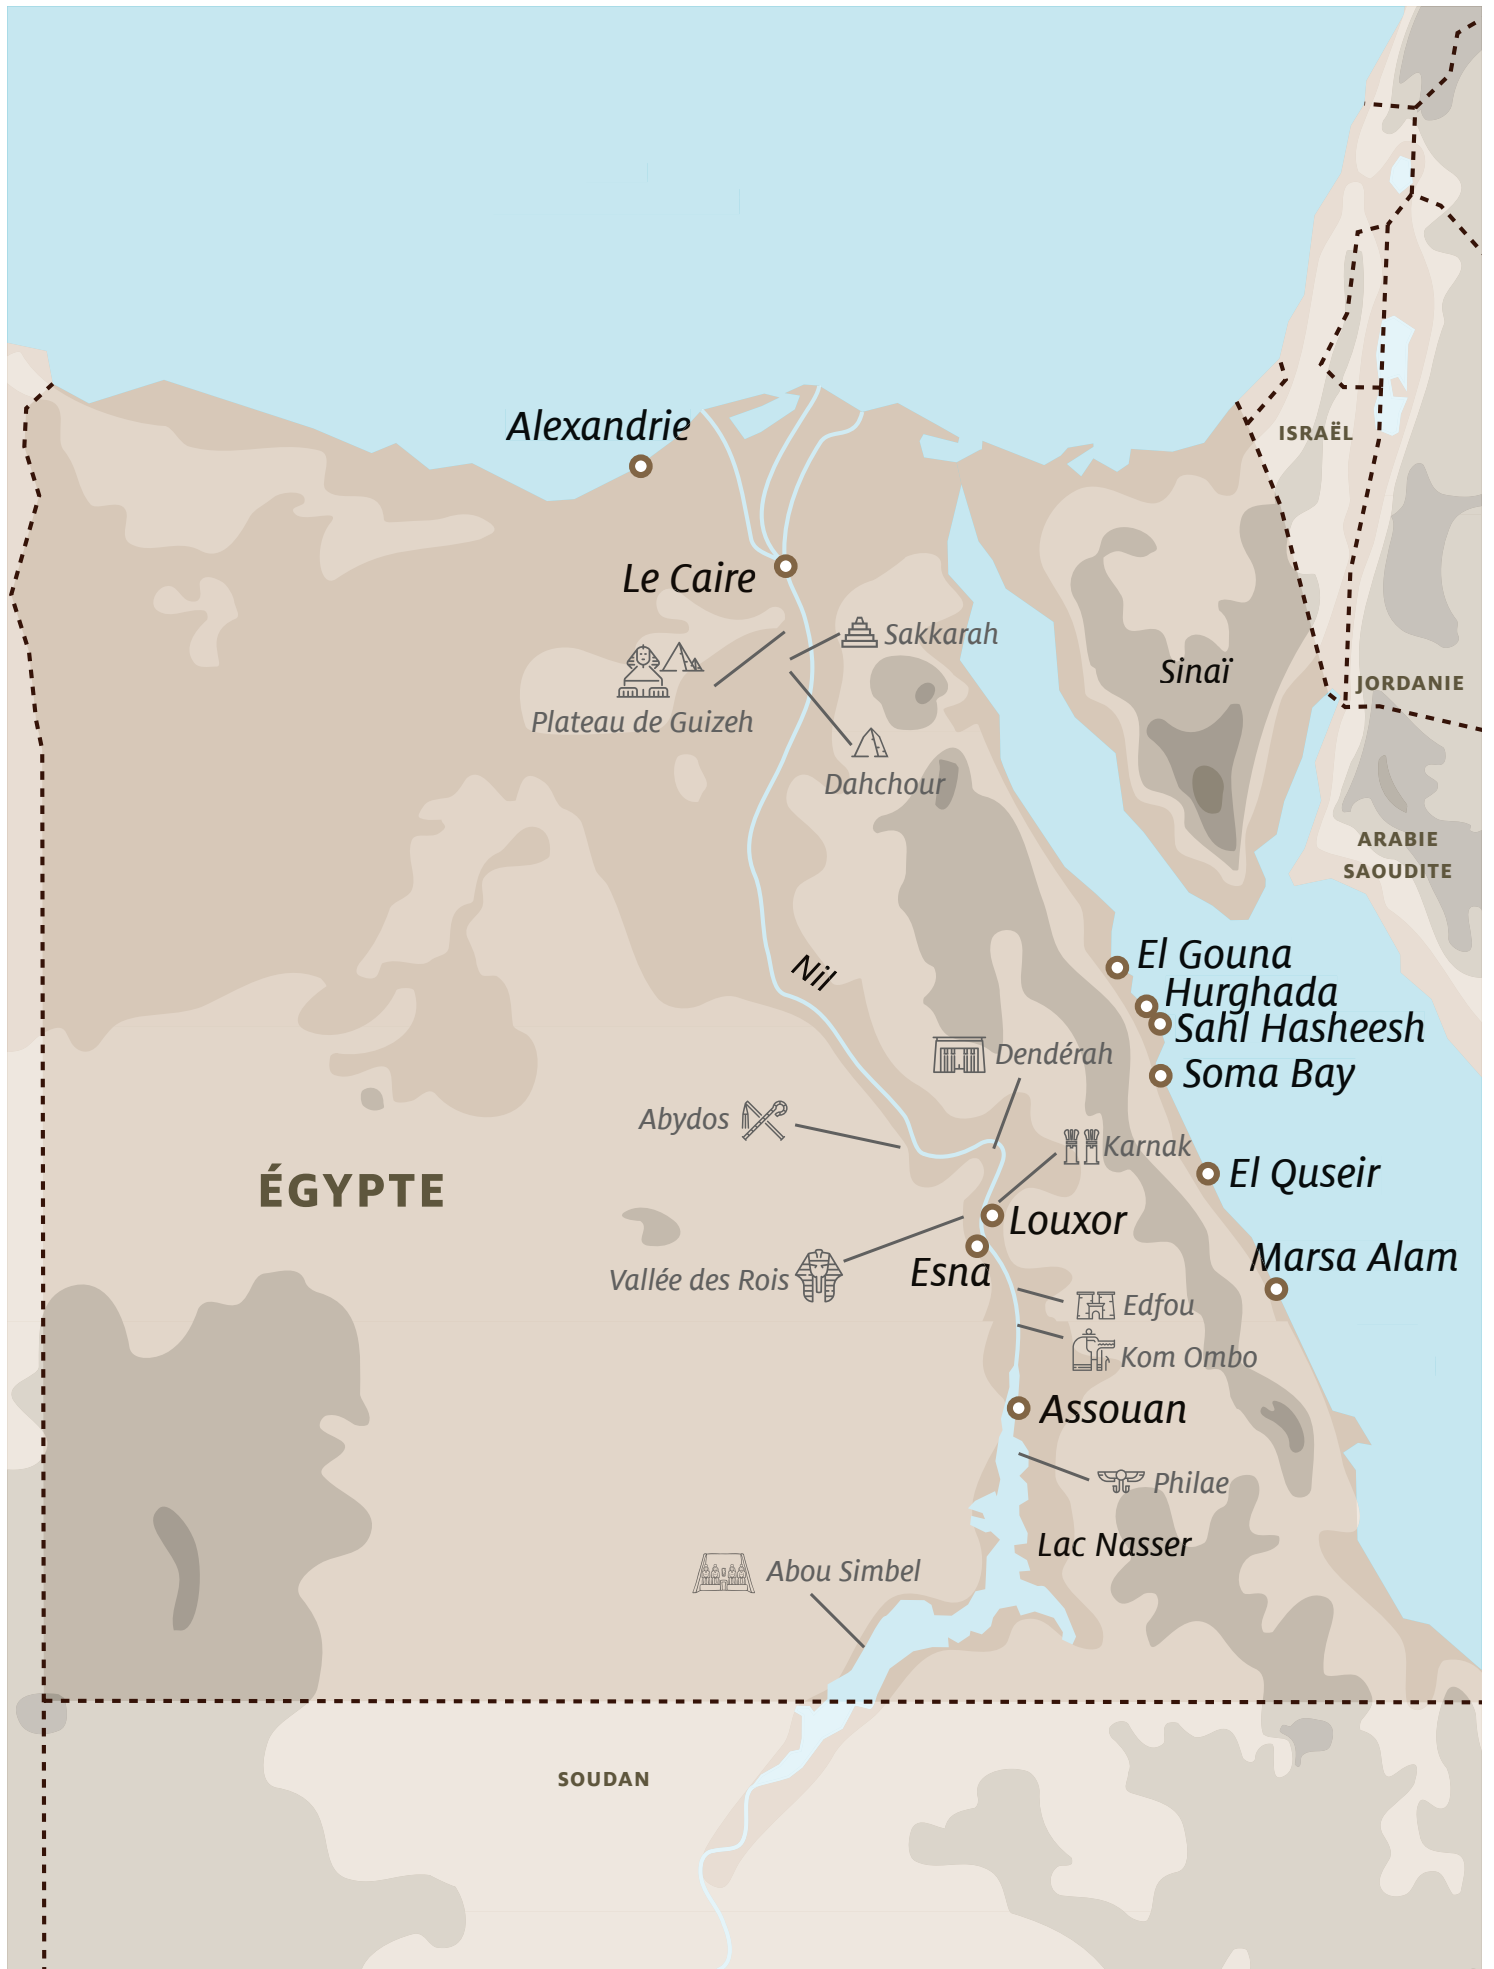 Alexandrie
ISRAËL
Le Caire
Sakkarah
Sinaï
JORDANIE
Plateau de Guizeh
Dahchour
ARABIE
SAOUDITE
El Gouna
Nil
Hurghada
Sahl Hasheesh
Dendérah
Soma Bay
Abydos
Karnak
El Quseir
ÉGYPTE
Louxor
Marsa Alam
Esna
Vallée des Rois
Edfou
Kom Ombo
Assouan
Philae
Lac Nasser
Abou Simbel
SOUDAN